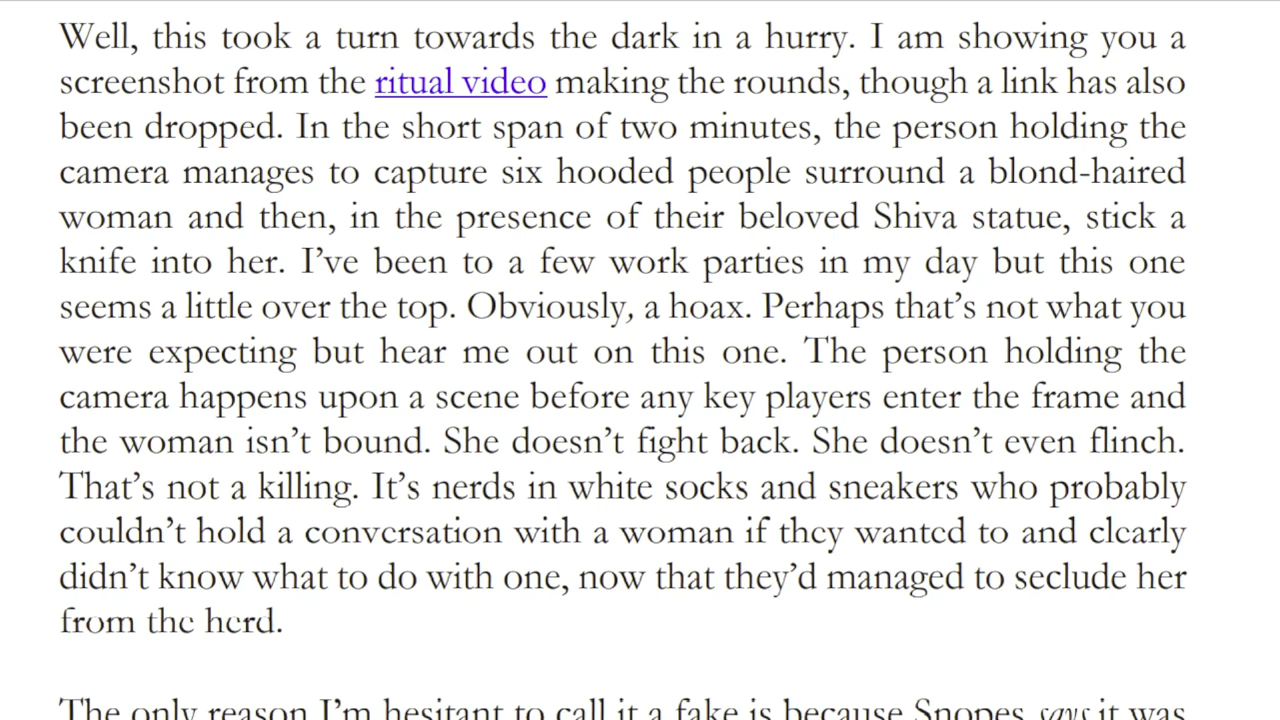 Well, this took a turn towards the dark in a hurry. I am showing you a
screenshot from the ritual video making the rounds, though a link has also
been dropped. In the short span of two minutes, the person holding the
camera manages to capture six hooded people surround a blond-haired
woman and then, in the presence of their beloved Shiva statue, stick a
knife into her. I’ve been to a few work parties in my day but this one
seems a little over the top. Obviously, a hoax. Perhaps that’s not what you
were expecting but hear me out on this one. The person holding the
camera happens upon a scene before any key players enter the frame and
the woman isn’t bound. She doesn’t fight back. She doesn’t even flinch.
That’s not a killing. It’s nerds in white socks and sneakers who probably
couldn’t hold a conversation with a woman if they wanted to and clearly
didn’t know what to do with one, now that they’d managed to seclude her
from the herd.
The only reason I’m hesitant to call it a fake is because Snopes says it was